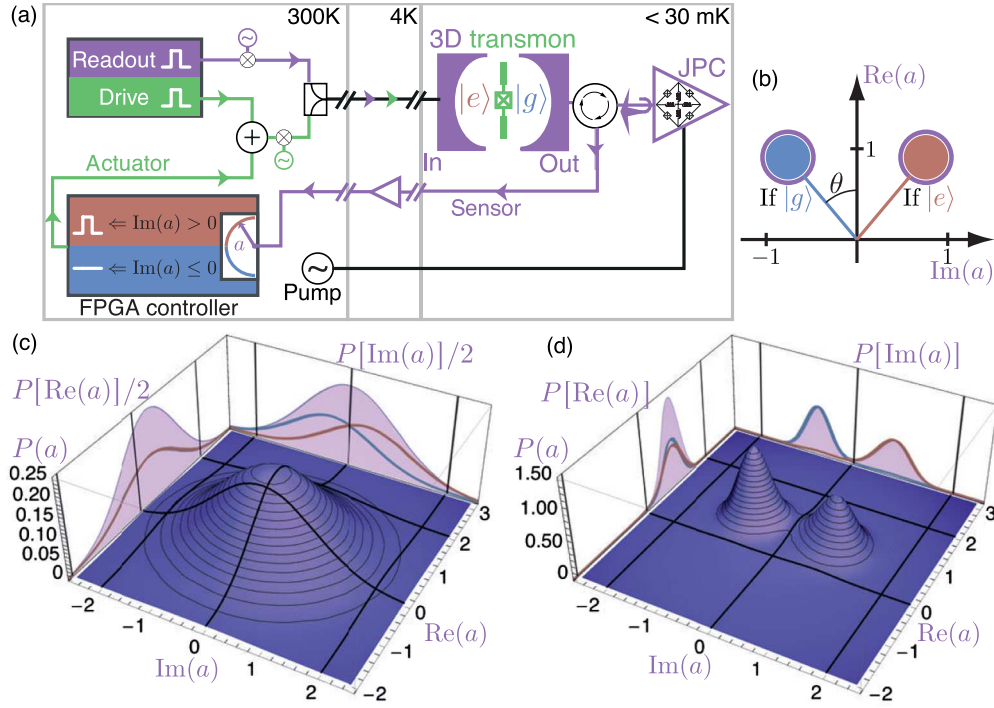 (a)
300K
4K
< 30 mK
Readout
Drive
3D transmon
JPC
|e⟩
|g⟩
+
Actuator
In
Out
Sensor
⇐ Im(a) > 0
⇐ Im(a) ≤ 0
a
FPGA controller
Pump
(b)
Re(a)
1
θ
If |g⟩
If |e⟩
−1
1
Im(a)
(c)
P[Re(a)]/2
P[Im(a)]/2
P(a)
0.25
0.20
0.15
0.10
0.05
0
−2
−1
0
1
2
Im(a)
3
2
1
0
−1
−2
Re(a)
(d)
P[Re(a)]
P[Im(a)]
P(a)
1.50
1.00
0.50
0
−2
−1
0
1
2
Im(a)
3
2
1
0
−1
−2
Re(a)